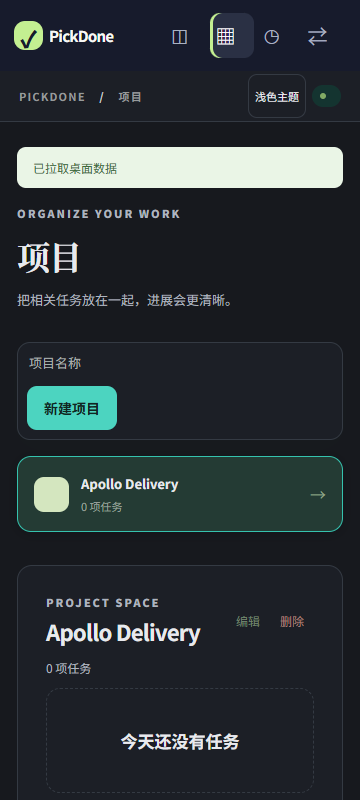 PickDone
PICKDONE / 项目
浅色主题
已拉取桌面数据
ORGANIZE YOUR WORK
项目
把相关任务放在一起，进展会更清晰。
项目名称
新建项目
Apollo Delivery
0 项任务
→
PROJECT SPACE
Apollo Delivery
编辑 删除
0 项任务
今天还没有任务